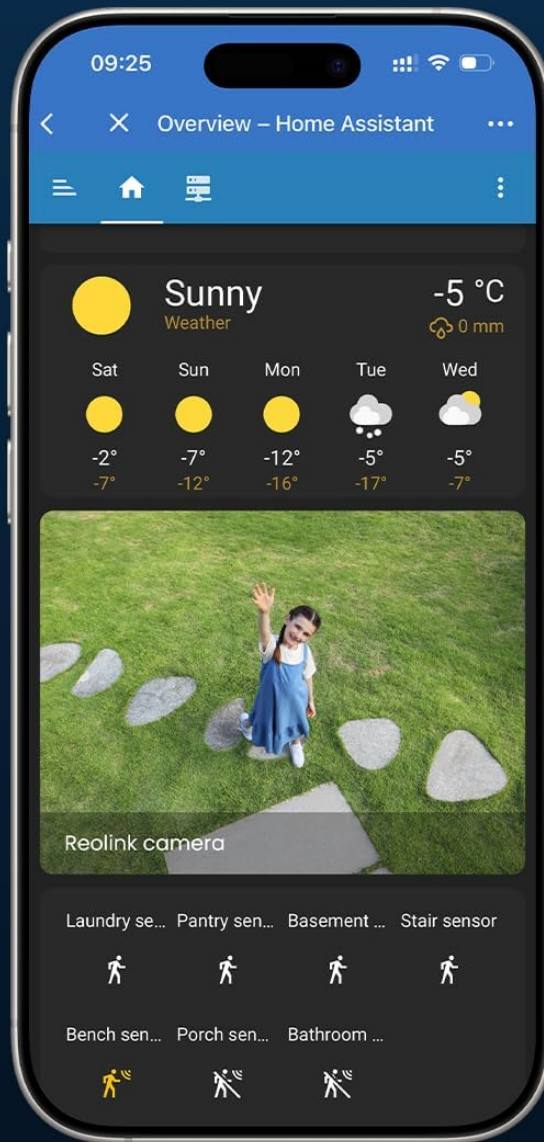 09:25
Overview – Home Assistant
Sunny
-5 °C
Weather
0 mm
Sat Sun Mon Tue Wed
-2° -7° -12° -5° -5°
-7° -12° -16° -17° -7°
Reolink camera
Laundry se... Pantry sen... Basement ... Stair sensor
Bench sen... Porch sen... Bathroom ...